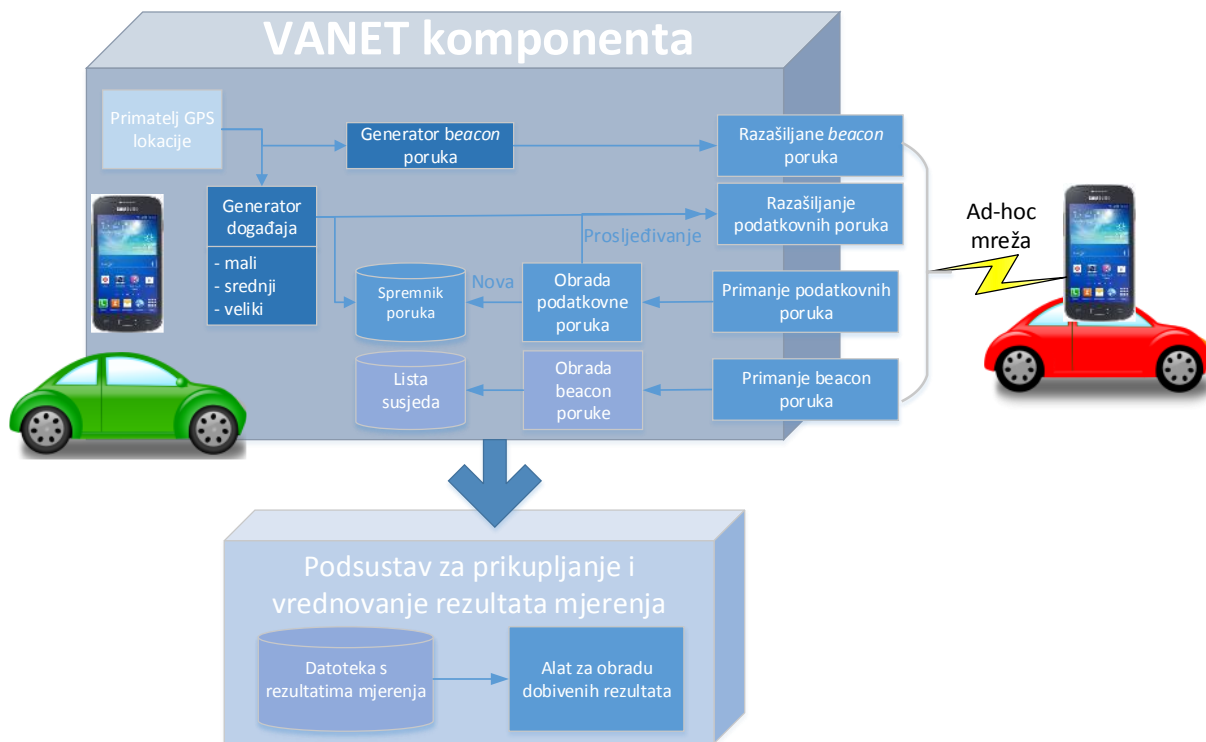 VANET komponenta
Primatelj GPS
lokacije
Generator beacon
poruka
Razašiljane beacon
poruka
Generator
događaja
- mali
- srednji
- veliki
Razašiljanje
podatkovnih poruka
Prosljeđivanje
Ad-hoc
mreža
Spremnik
poruka
Nova
Obrada
podatkovne
poruka
Primanje podatkovnih
poruka
Lista
susjeda
Obrada
beacon
poruke
Primanje beacon
poruka
Podsustav za prikupljanje i
vrednovanje rezultata mjerenja
Datoteka s
rezultatima mjerenja
Alat za obradu
dobivenih rezultata